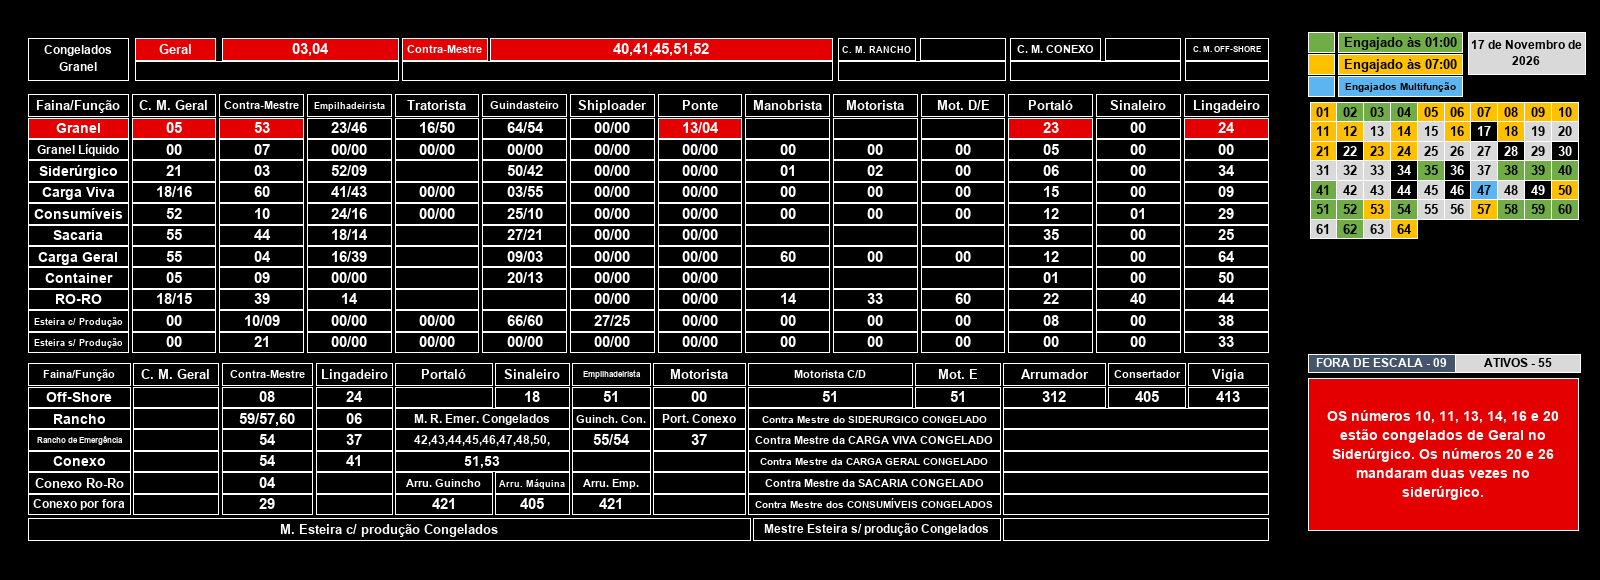 Congelados Granel
Geral 03,04 Contra-Mestre 40,41,45,51,52 C. M. RANCHO C. M. CONEXO C. M. OFF-SHORE
Faina/Função C. M. Geral Contra-Mestre Empilhadeirista Tratorista Guindasteiro Shiploader Ponte Manobrista Motorista Mot. D/E Portaló Sinaleiro Lingadeiro
Granel 05 53 23/46 16/50 64/54 00/00 13/04 23 00 24
Granel Líquido 00 07 00/00 00/00 00/00 00/00 00/00 00 00 00 05 00 00
Siderúrgico 21 03 52/09 50/42 00/00 00/00 01 02 00 06 00 34
Carga Viva 18/16 60 41/43 00/00 03/55 00/00 00/00 00 00 00 15 00 09
Consumíveis 52 10 24/16 00/00 25/10 00/00 00/00 00 00 00 12 01 29
Sacaria 55 44 18/14 27/21 00/00 00/00 35 00 25
Carga Geral 55 04 16/39 09/03 00/00 00/00 60 00 00 12 00 64
Container 05 09 00/00 20/13 00/00 00/00 01 00 50
RO-RO 18/15 39 14 00/00 00/00 14 33 60 22 40 44
Esteira c/ Produção 00 10/09 00/00 00/00 66/60 27/25 00/00 00 00 00 08 00 38
Esteira s/ Produção 00 21 00/00 00/00 00/00 00/00 00/00 00 00 00 00 00 33
Faina/Função C. M. Geral Contra-Mestre Lingadeiro Portaló Sinaleiro Empilhadeirista Motorista Motorista C/D Mot. E Arrumador Consertador Vigia
Off-Shore 08 24 18 51 00 51 51 312 405 413
Rancho 59/57,60 06 M. R. Emer. Congelados Guinch. Con. Port. Conexo Contra Mestre do SIDERURGICO CONGELADO
Rancho de Emergência 54 37 42,43,44,45,46,47,48,50, 55/54 37 Contra Mestre da CARGA VIVA CONGELADO
Conexo 54 41 51,53 Contra Mestre da CARGA GERAL CONGELADO
Conexo Ro-Ro 04 Arru. Guincho Arru. Máquina Arru. Emp. Contra Mestre da SACARIA CONGELADO
Conexo por fora 29 421 405 421 Contra Mestre dos CONSUMÍVEIS CONGELADOS
M. Esteira c/ produção Congelados Mestre Esteira s/ produção Congelados
Engajado às 01:00
Engajado às 07:00
Engajados Multifunção
17 de Novembro de
2026
01 02 03 04 05 06 07 08 09 10
11 12 13 14 15 16 17 18 19 20
21 22 23 24 25 26 27 28 29 30
31 32 33 34 35 36 37 38 39 40
41 42 43 44 45 46 47 48 49 50
51 52 53 54 55 56 57 58 59 60
61 62 63 64
FORA DE ESCALA - 09 ATIVOS - 55
OS números 10, 11, 13, 14, 16 e 20
estão congelados de Geral no
Siderúrgico. Os números 20 e 26
mandaram duas vezes no
siderúrgico.